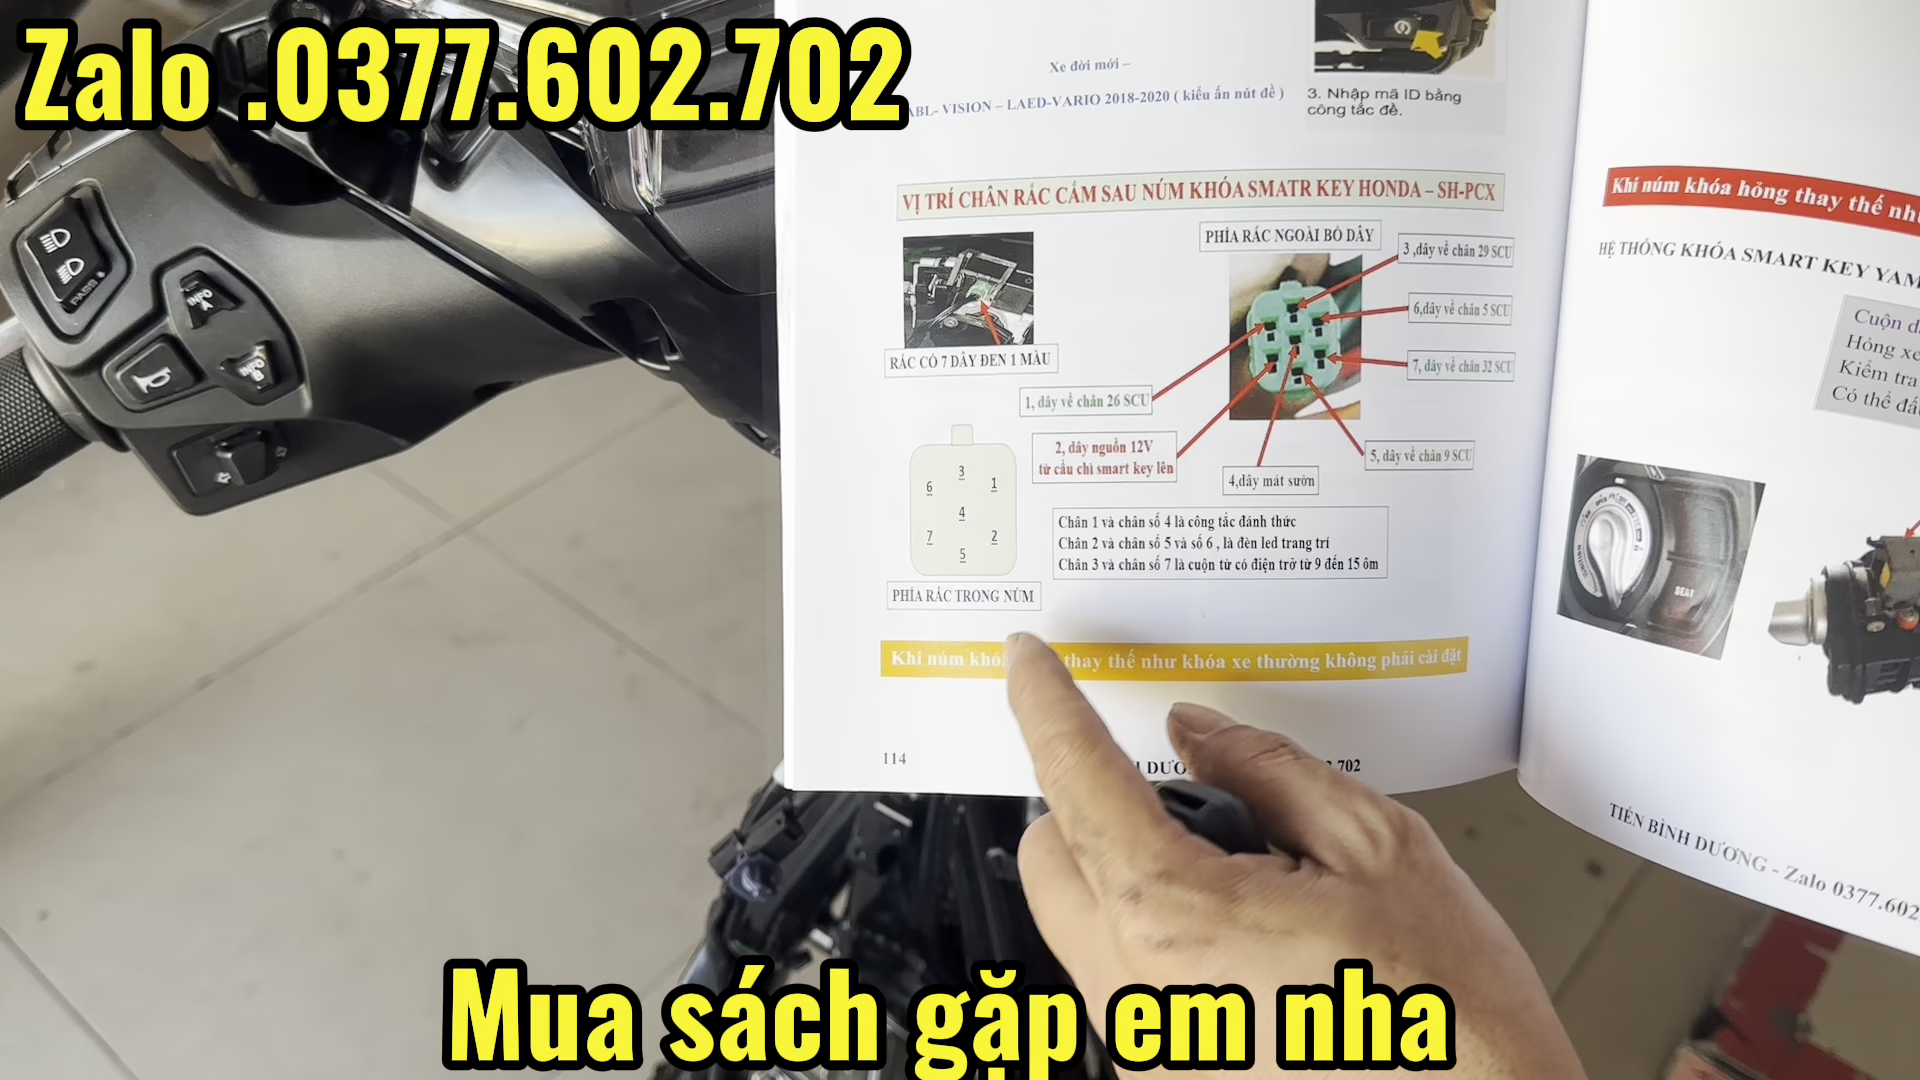 Zalo .0377.602.702
Xe đời mới –
ABL- VISION – LAED-VARIO 2018-2020 ( kiểu ấn nút đề )
3. Nhập mã ID bằng
công tắc đề.
VỊ TRÍ CHÂN RẮC CẮM SAU NÚM KHÓA SMATR KEY HONDA – SH-PCX
PHÍA RẮC NGOÀI BÓ DÂY
3 ,dây về chân 29 SCU
6,dây về chân 5 SCU
7, dây về chân 32 SCU
RẮC CÓ 7 DÂY ĐEN 1 MÀU
1, dây về chân 26 SCU
2, dây nguồn 12V
từ cầu chì smart key lên
4,dây mát sườn
5, dây về chân 9 SCU
3
6
1
4
7
2
5
PHÍA RẮC TRONG NÚM
Chân 1 và chân số 4 là công tắc đánh thức
Chân 2 và chân số 5 và số 6 , là đèn led trang trí
Chân 3 và chân số 7 là cuộn từ có điện trở từ 9 đến 15 ôm
Khi núm khó thay thế như khóa xe thường không phải cài đặt
114
DƯƠ 702
Khi núm khóa hỏng thay thế
HỆ THỐNG KHÓA SMART KEY YAM
Cuộn
Hỏng xe
Kiểm tra
Có thể
SEAT
TIẾN BÌNH DƯƠNG - Zalo 0377.602
PASS
INFO
A
INFO
B
Mua sách gặp em nha